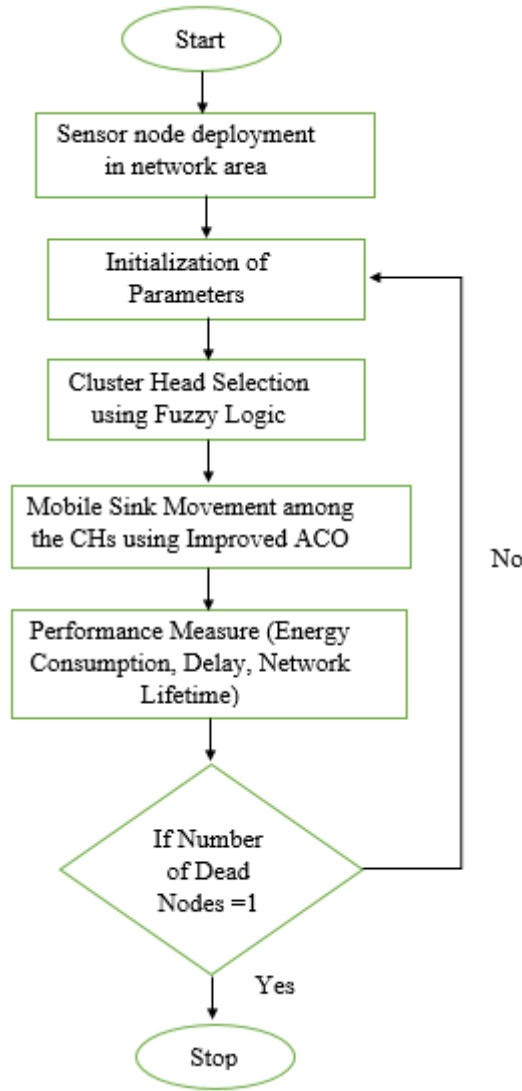 Start
Sensor node deployment
in network area
Initialization of
Parameters
Cluster Head Selection
using Fuzzy Logic
Mobile Sink Movement among
the CHs using Improved ACO
No
Performance Measure (Energy
Consumption, Delay, Network
Lifetime)
If Number
of Dead
Nodes =1
Yes
Stop